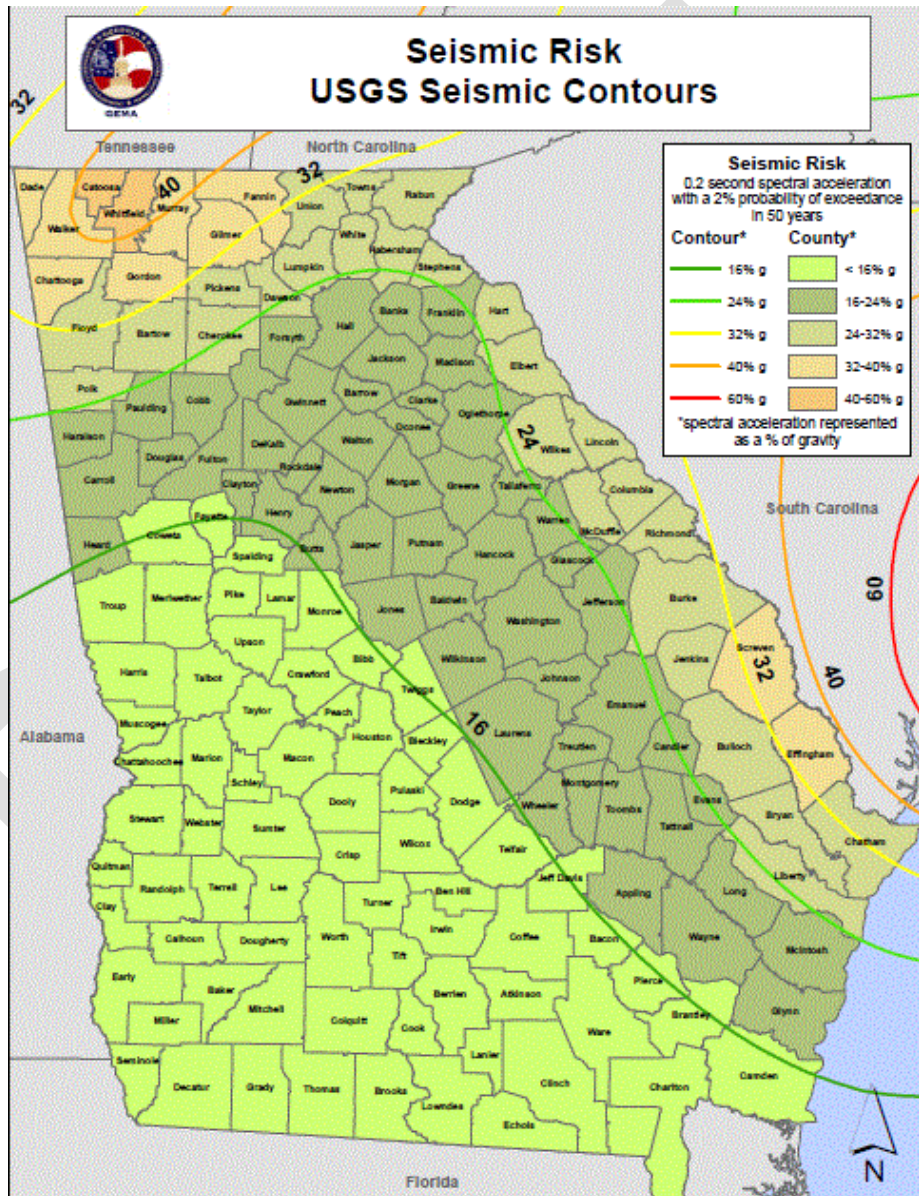 Seismic Risk
USGS Seismic Contours
GEMA
32
Tennessee
North Carolina
Seismic Risk
0.2 second spectral acceleration
with a 2% probability of exceedance
in 50 years
Contour* County*
16% g < 16% g
24% g 16-24% g
32% g 24-32% g
40% g 32-40% g
60% g 40-60% g
*spectral acceleration represented
as a % of gravity
Dade Catoosa 40 32 Fannin Towns Rabun
Walker Whitfield Murray Union
Gilmer White Habersham
Chattooga Gordon Lumpkin Stephens
Pickens Dawson
Floyd Bartow Cherokee Forsyth Hall Banks Franklin Hart
Jackson Madison Elbert
Polk Paulding Cobb Gwinnett Barrow Clarke Oglethorpe
Haralson Douglas Fulton DeKalb Walton Oconee 24 Wilkes Lincoln
Carroll Clayton Rockdale Newton Morgan Greene Taliaferro Columbia
South Carolina
Heard Coweta Fayette Henry Warren McDuffie Richmond
Spalding Butts Jasper Putnam Hancock Glascock
60
Troup Meriwether Pike Lamar Monroe Jones Baldwin Washington Jefferson Burke
Upson Bibb Wilkinson Jenkins Screven 32 40
Harris Talbot Crawford Twiggs Johnson
Muscogee Taylor Peach Houston Bleckley 16 Laurens Emanuel
Alabama
Chattahoochee Marion Macon Treutlen Candler Bulloch Effingham
Schley Pulaski Dodge Montgomery Evans
Stewart Webster Sumter Dooly Wheeler Toombs Tattnall Bryan Chatham
Crisp Wilcox Telfair Liberty
Quitman Randolph Terrell Lee Ben Hill Jeff Davis Appling Long
Clay Turner
Calhoun Dougherty Worth Tift Irwin Coffee Bacon Wayne McIntosh
Early Baker Berrien Atkinson Pierce
Miller Mitchell Colquitt Cook Ware Brantley Glynn
Seminole Lanier
Decatur Grady Thomas Brooks Lowndes Clinch Charlton Camden
Echols
Florida
N